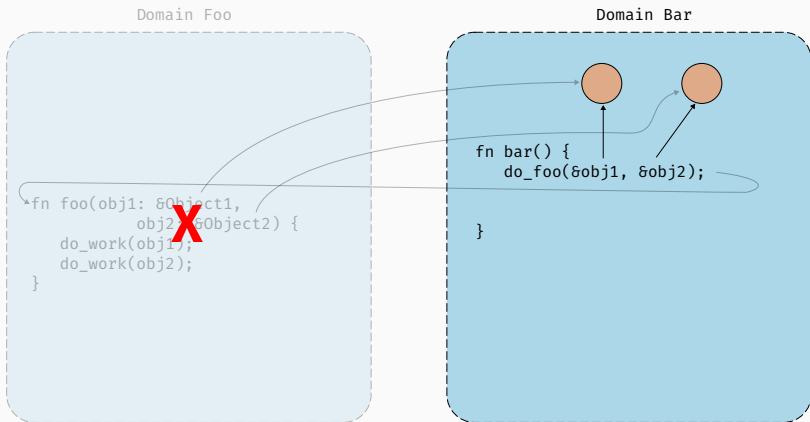 Domain Foo
fn foo(obj1: &Object1,
obj2: &Object2) {
do_work(obj1);
do_work(obj2);
}
X
Domain Bar
fn bar() {
do_foo(&obj1, &obj2);
}